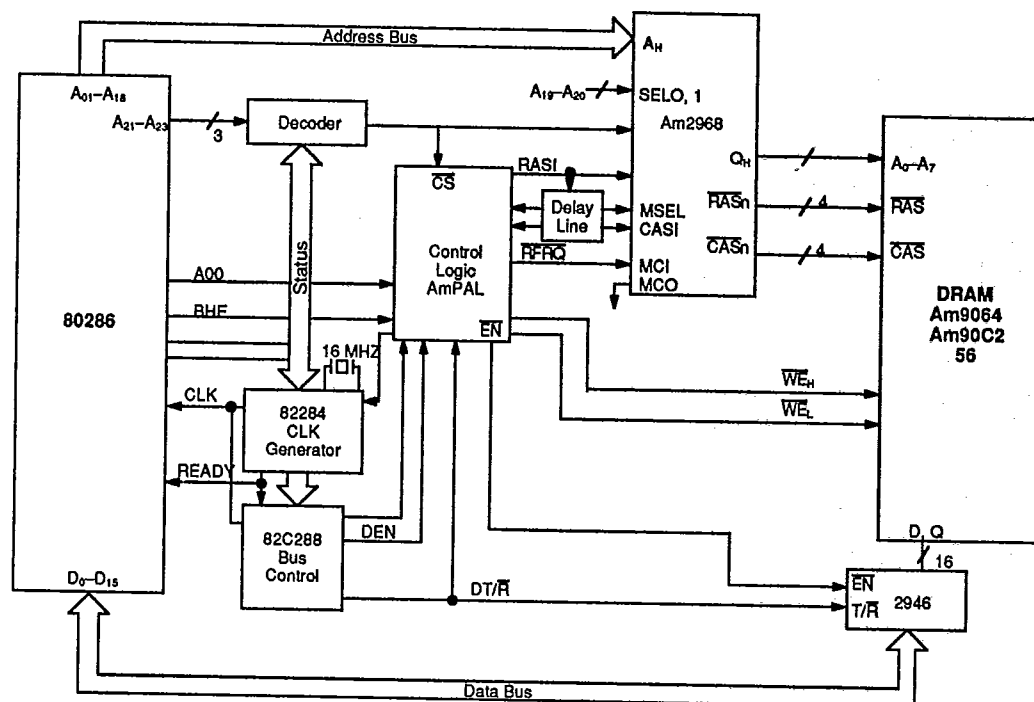 Address Bus
A01–A18
A21–A23
3
Decoder
A19–A20
AH
SELO, 1
Am2968
QH
RASn
CASn
4
4
MSEL
CASI
MCI
MCO
CS
RASI
Delay
Line
RFRQ
Control
Logic
AmPAL
EN
A0–A7
RAS
CAS
DRAM
Am9064
Am90C2
56
WEH
WEL
D, Q
16
80286
A00
BHE
Status
16 MHZ
CLK
82284
CLK
Generator
READY
82C288
Bus
Control
DEN
DT/R
EN
T/R
2946
D0–D15
Data Bus